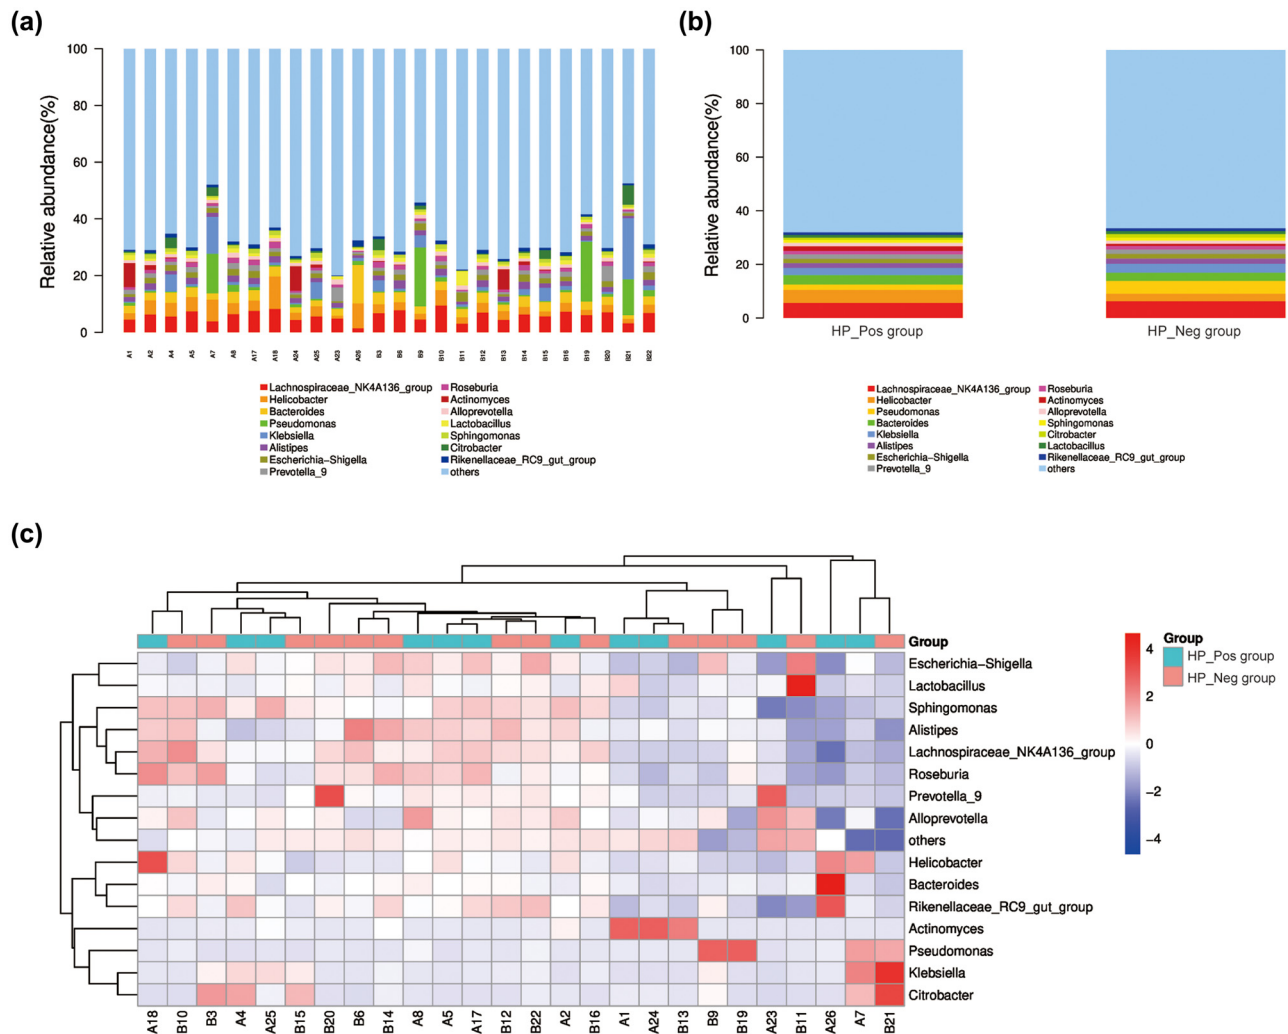 (a)
Relative abundance(%)
100
80
60
40
20
0
A1 A2 A4 A5 A7 A8 A17 A18 A24 A25 A23 A26 B3 B6 B9 B10 B11 B12 B13 B14 B15 B16 B19 B20 B21 B22
Lachnospiraceae_NK4A136_group
Helicobacter
Bacteroides
Pseudomonas
Klebsiella
Alistipes
Escherichia−Shigella
Prevotella_9
Roseburia
Actinomyces
Alloprevotella
Lactobacillus
Sphingomonas
Citrobacter
Rikenellaceae_RC9_gut_group
others
(b)
Relative abundance(%)
100
80
60
40
20
0
HP_Pos group HP_Neg group
Lachnospiraceae_NK4A136_group
Helicobacter
Pseudomonas
Bacteroides
Klebsiella
Alistipes
Escherichia−Shigella
Prevotella_9
Roseburia
Actinomyces
Alloprevotella
Sphingomonas
Citrobacter
Lactobacillus
Rikenellaceae_RC9_gut_group
others
(c)
Group
Escherichia−Shigella
Lactobacillus
Sphingomonas
Alistipes
Lachnospiraceae_NK4A136_group
Roseburia
Prevotella_9
Alloprevotella
others
Helicobacter
Bacteroides
Rikenellaceae_RC9_gut_group
Actinomyces
Pseudomonas
Klebsiella
Citrobacter
A18 B10 B3 A4 A25 B15 B20 B6 B14 A8 A5 A17 B12 B22 A2 B16 A1 A24 B13 B9 B19 A23 B11 A26 A7 B21
4
2
0
−2
−4
Group
HP_Pos group
HP_Neg group